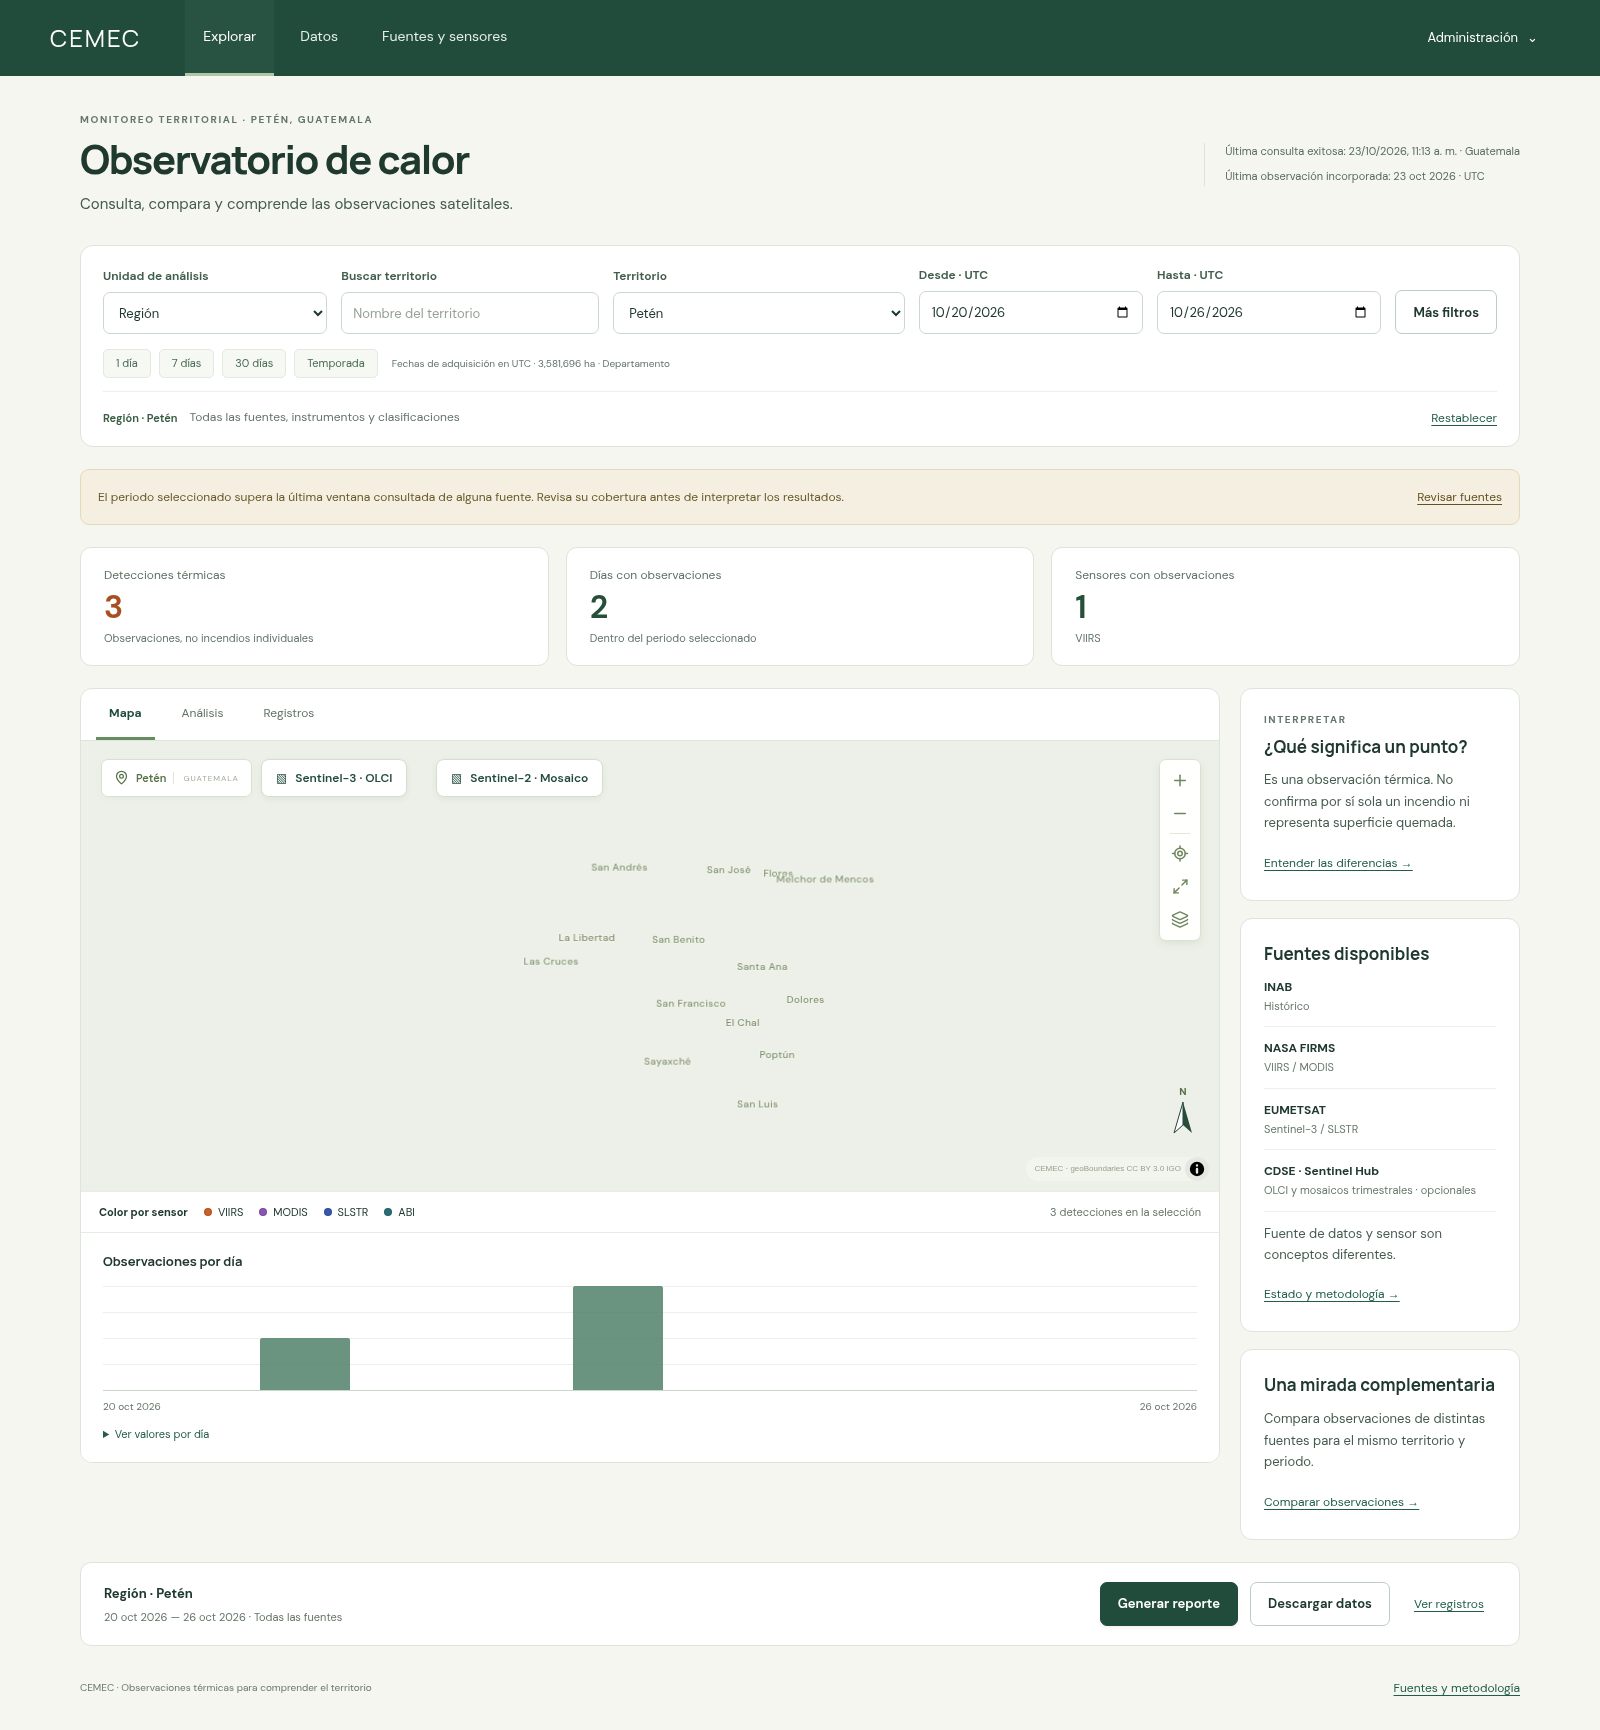 CEMEC
Explorar
Datos
Fuentes y sensores
Administración
MONITOREO TERRITORIAL · PETÉN, GUATEMALA
Observatorio de calor
Consulta, compara y comprende las observaciones satelitales.
Última consulta exitosa: 23/10/2026, 11:13 a. m. · Guatemala
Última observación incorporada: 23 oct 2026 · UTC
Unidad de análisis
Buscar territorio
Territorio
Desde · UTC
Hasta · UTC
Región
Nombre del territorio
Petén
10/20/2026
10/26/2026
Más filtros
1 día
7 días
30 días
Temporada
Fechas de adquisición en UTC · 3,581,696 ha · Departamento
Región · Petén
Todas las fuentes, instrumentos y clasificaciones
Restablecer
El periodo seleccionado supera la última ventana consultada de alguna fuente. Revisa su cobertura antes de interpretar los resultados.
Revisar fuentes
Detecciones térmicas
3
Observaciones, no incendios individuales
Días con observaciones
2
Dentro del periodo seleccionado
Sensores con observaciones
1
VIIRS
Mapa
Análisis
Registros
Petén
GUATEMALA
Sentinel-3 · OLCI
Sentinel-2 · Mosaico
San Andrés
San José
Flores
Melchor de Mencos
La Libertad
San Benito
Las Cruces
Santa Ana
San Francisco
Dolores
El Chal
Sayaxché
Poptún
San Luis
N
CEMEC · geoBoundaries CC BY 3.0 IGO
Color por sensor
VIIRS
MODIS
SLSTR
ABI
3 detecciones en la selección
Observaciones por día
20 oct 2026
26 oct 2026
Ver valores por día
INTERPRETAR
¿Qué significa un punto?
Es una observación térmica. No
confirma por sí sola un incendio ni
representa superficie quemada.
Entender las diferencias →
Fuentes disponibles
INAB
Histórico
NASA FIRMS
VIIRS / MODIS
EUMETSAT
Sentinel-3 / SLSTR
CDSE · Sentinel Hub
OLCI y mosaicos trimestrales · opcionales
Fuente de datos y sensor son
conceptos diferentes.
Estado y metodología →
Una mirada complementaria
Compara observaciones de distintas
fuentes para el mismo territorio y
periodo.
Comparar observaciones →
Región · Petén
20 oct 2026 — 26 oct 2026 · Todas las fuentes
Generar reporte
Descargar datos
Ver registros
CEMEC · Observaciones térmicas para comprender el territorio
Fuentes y metodología